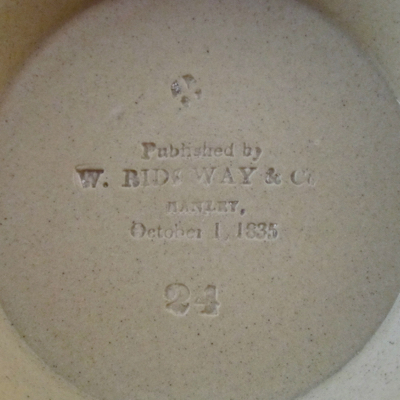 Published by
W. RIDGWAY & Co
HANLEY,
October 1, 1835
24